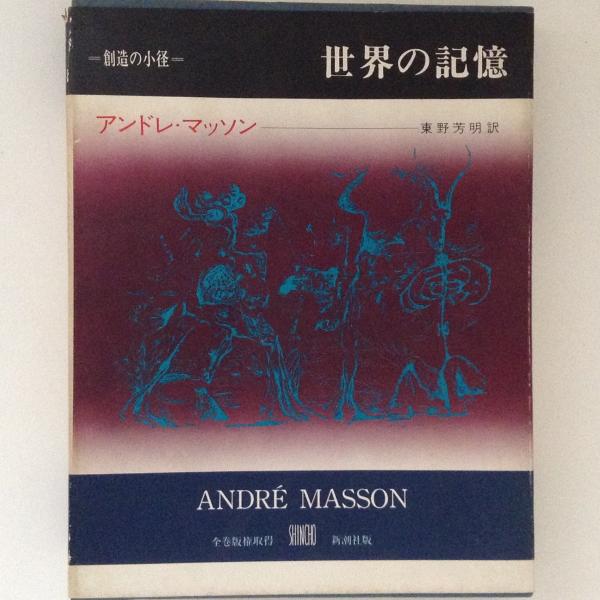 ＝創造の小径＝ 世界の記憶
アンドレ・マッソン 東野芳明訳
ANDRÉ MASSON
全巻版権取得 SHINCHO 新潮社版